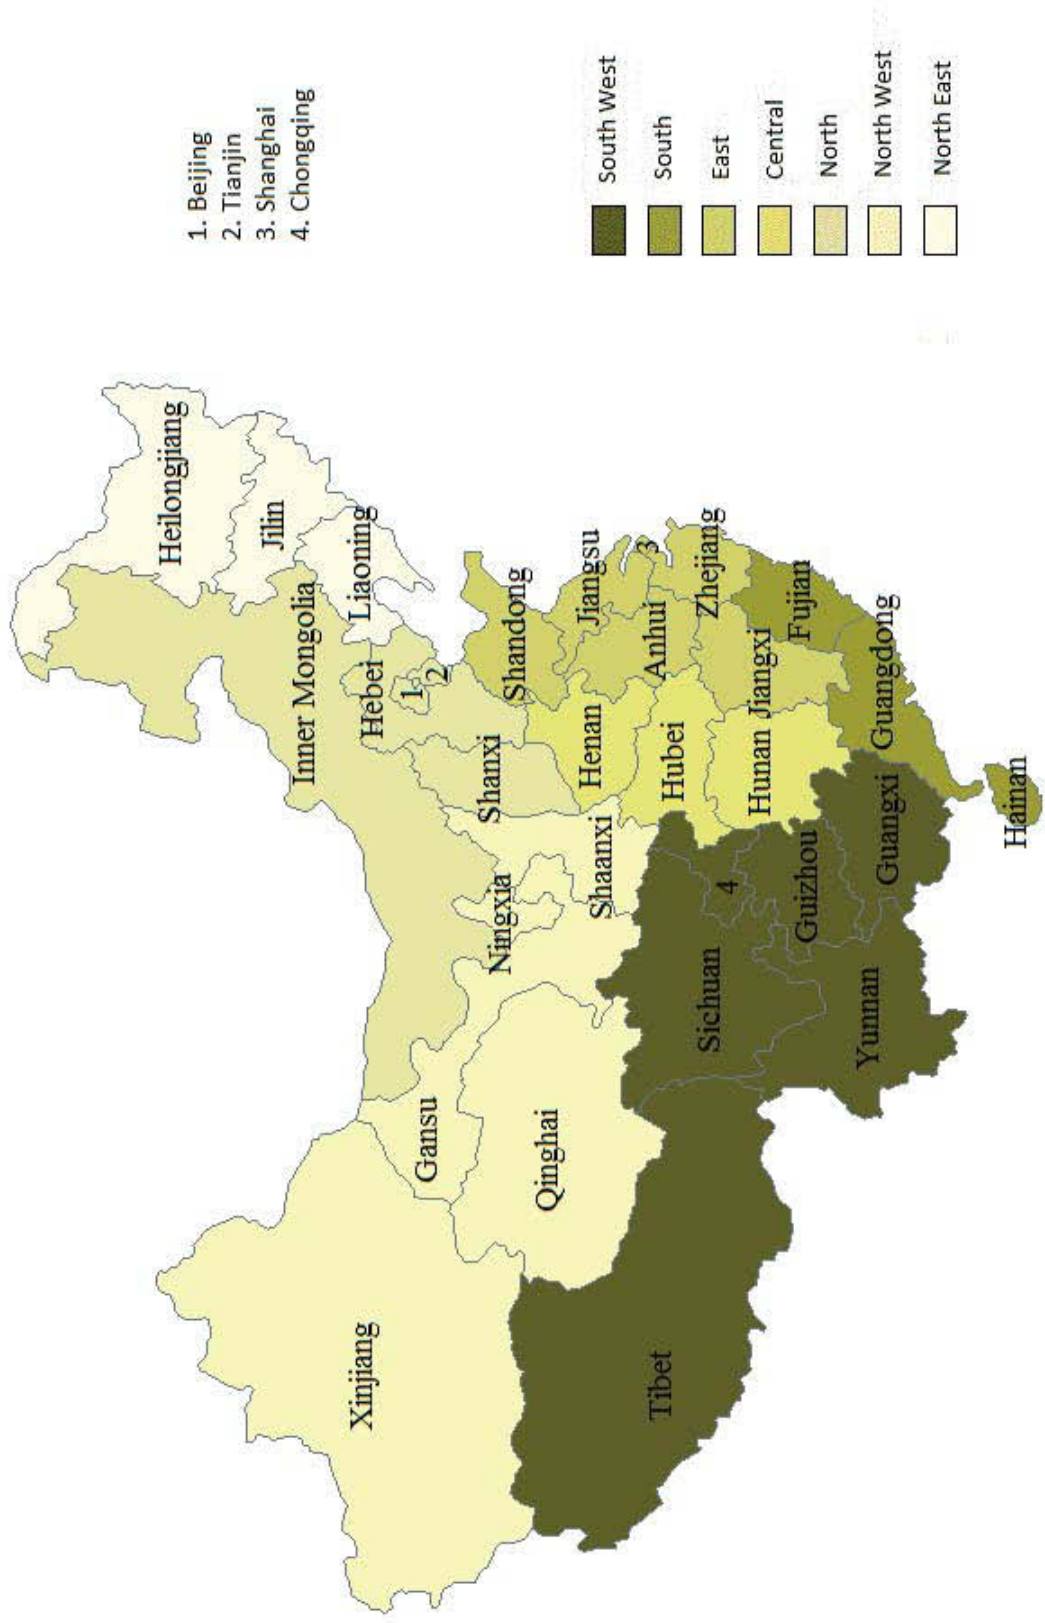 1. Beijing
2. Tianjin
3. Shanghai
4. Chongqing
Heilongjiang
Jilin
Liaoning
Inner Mongolia
Hebei
1
2
Xinjiang
Gansu
Ningxia
Shanxi
Shandong
Qinghai
Shaanxi
Henan
Jiangsu
3
Tibet
Sichuan
4
Hubei
Anhui
Zhejiang
Guizhou
Hunan
Jiangxi
Fujian
Yunnan
Guangxi
Guangdong
Hainan
South West
South
East
Central
North
North West
North East